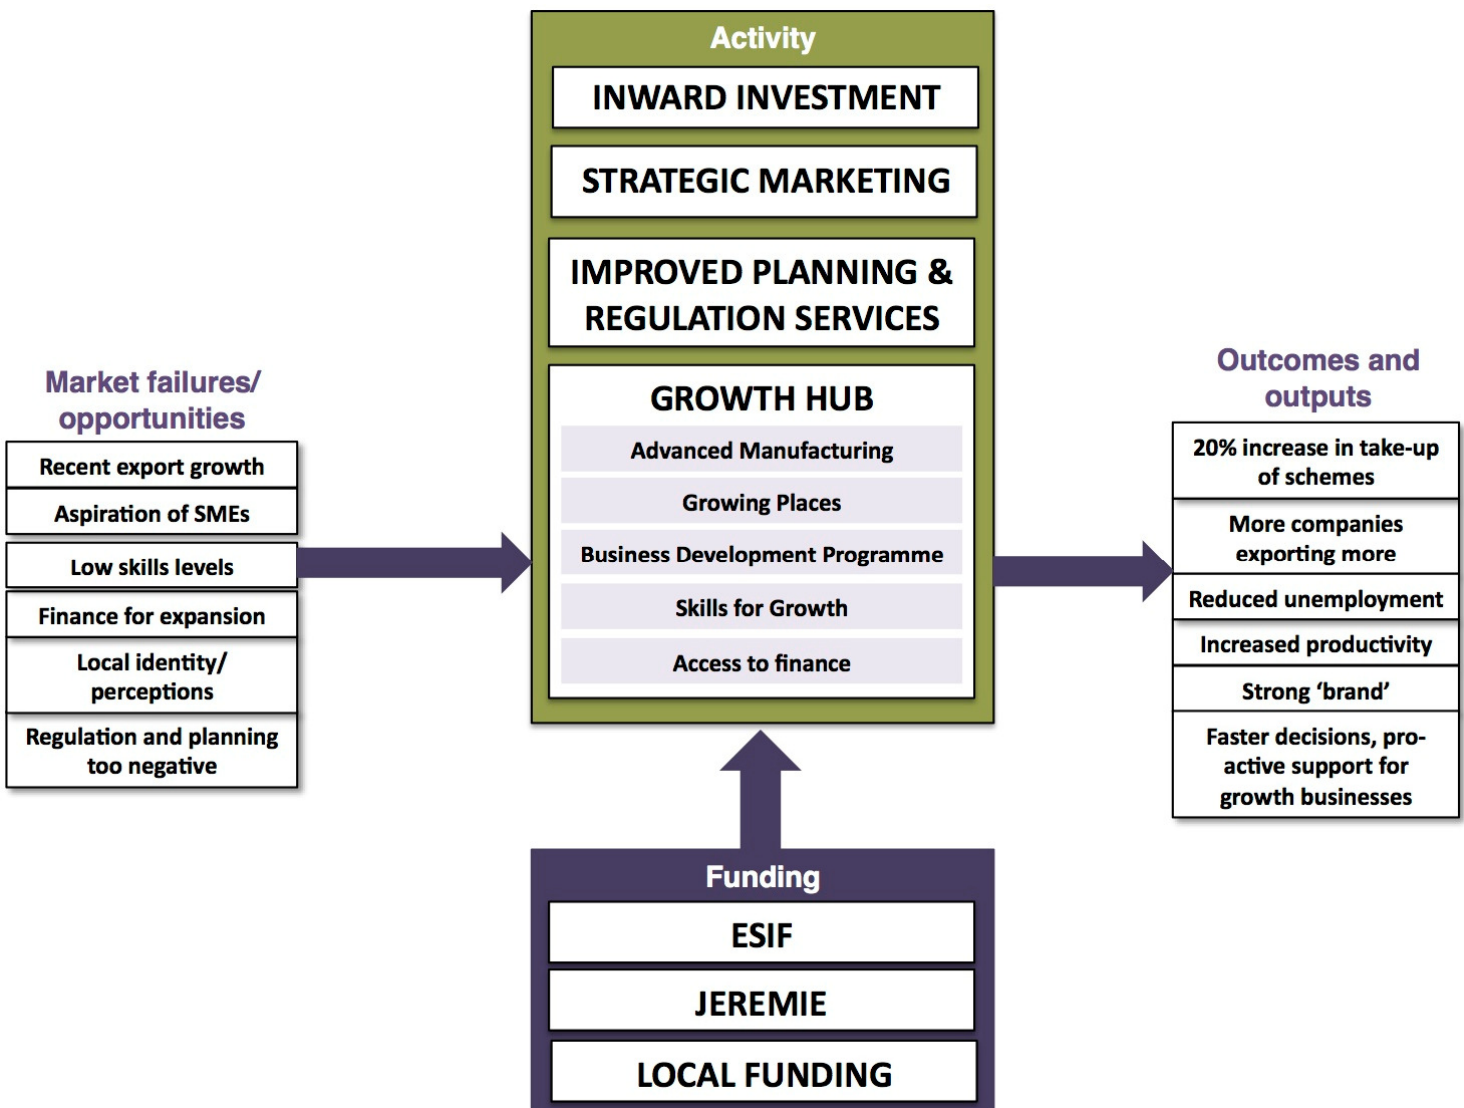 Activity
INWARD INVESTMENT
STRATEGIC MARKETING
IMPROVED PLANNING &
REGULATION SERVICES
GROWTH HUB
Advanced Manufacturing
Growing Places
Business Development Programme
Skills for Growth
Access to finance
Market failures/
opportunities
Recent export growth
Aspiration of SMEs
Low skills levels
Finance for expansion
Local identity/
perceptions
Regulation and planning
too negative
Outcomes and
outputs
20% increase in take-up
of schemes
More companies
exporting more
Reduced unemployment
Increased productivity
Strong ‘brand’
Faster decisions, pro-
active support for
growth businesses
Funding
ESIF
JEREMIE
LOCAL FUNDING